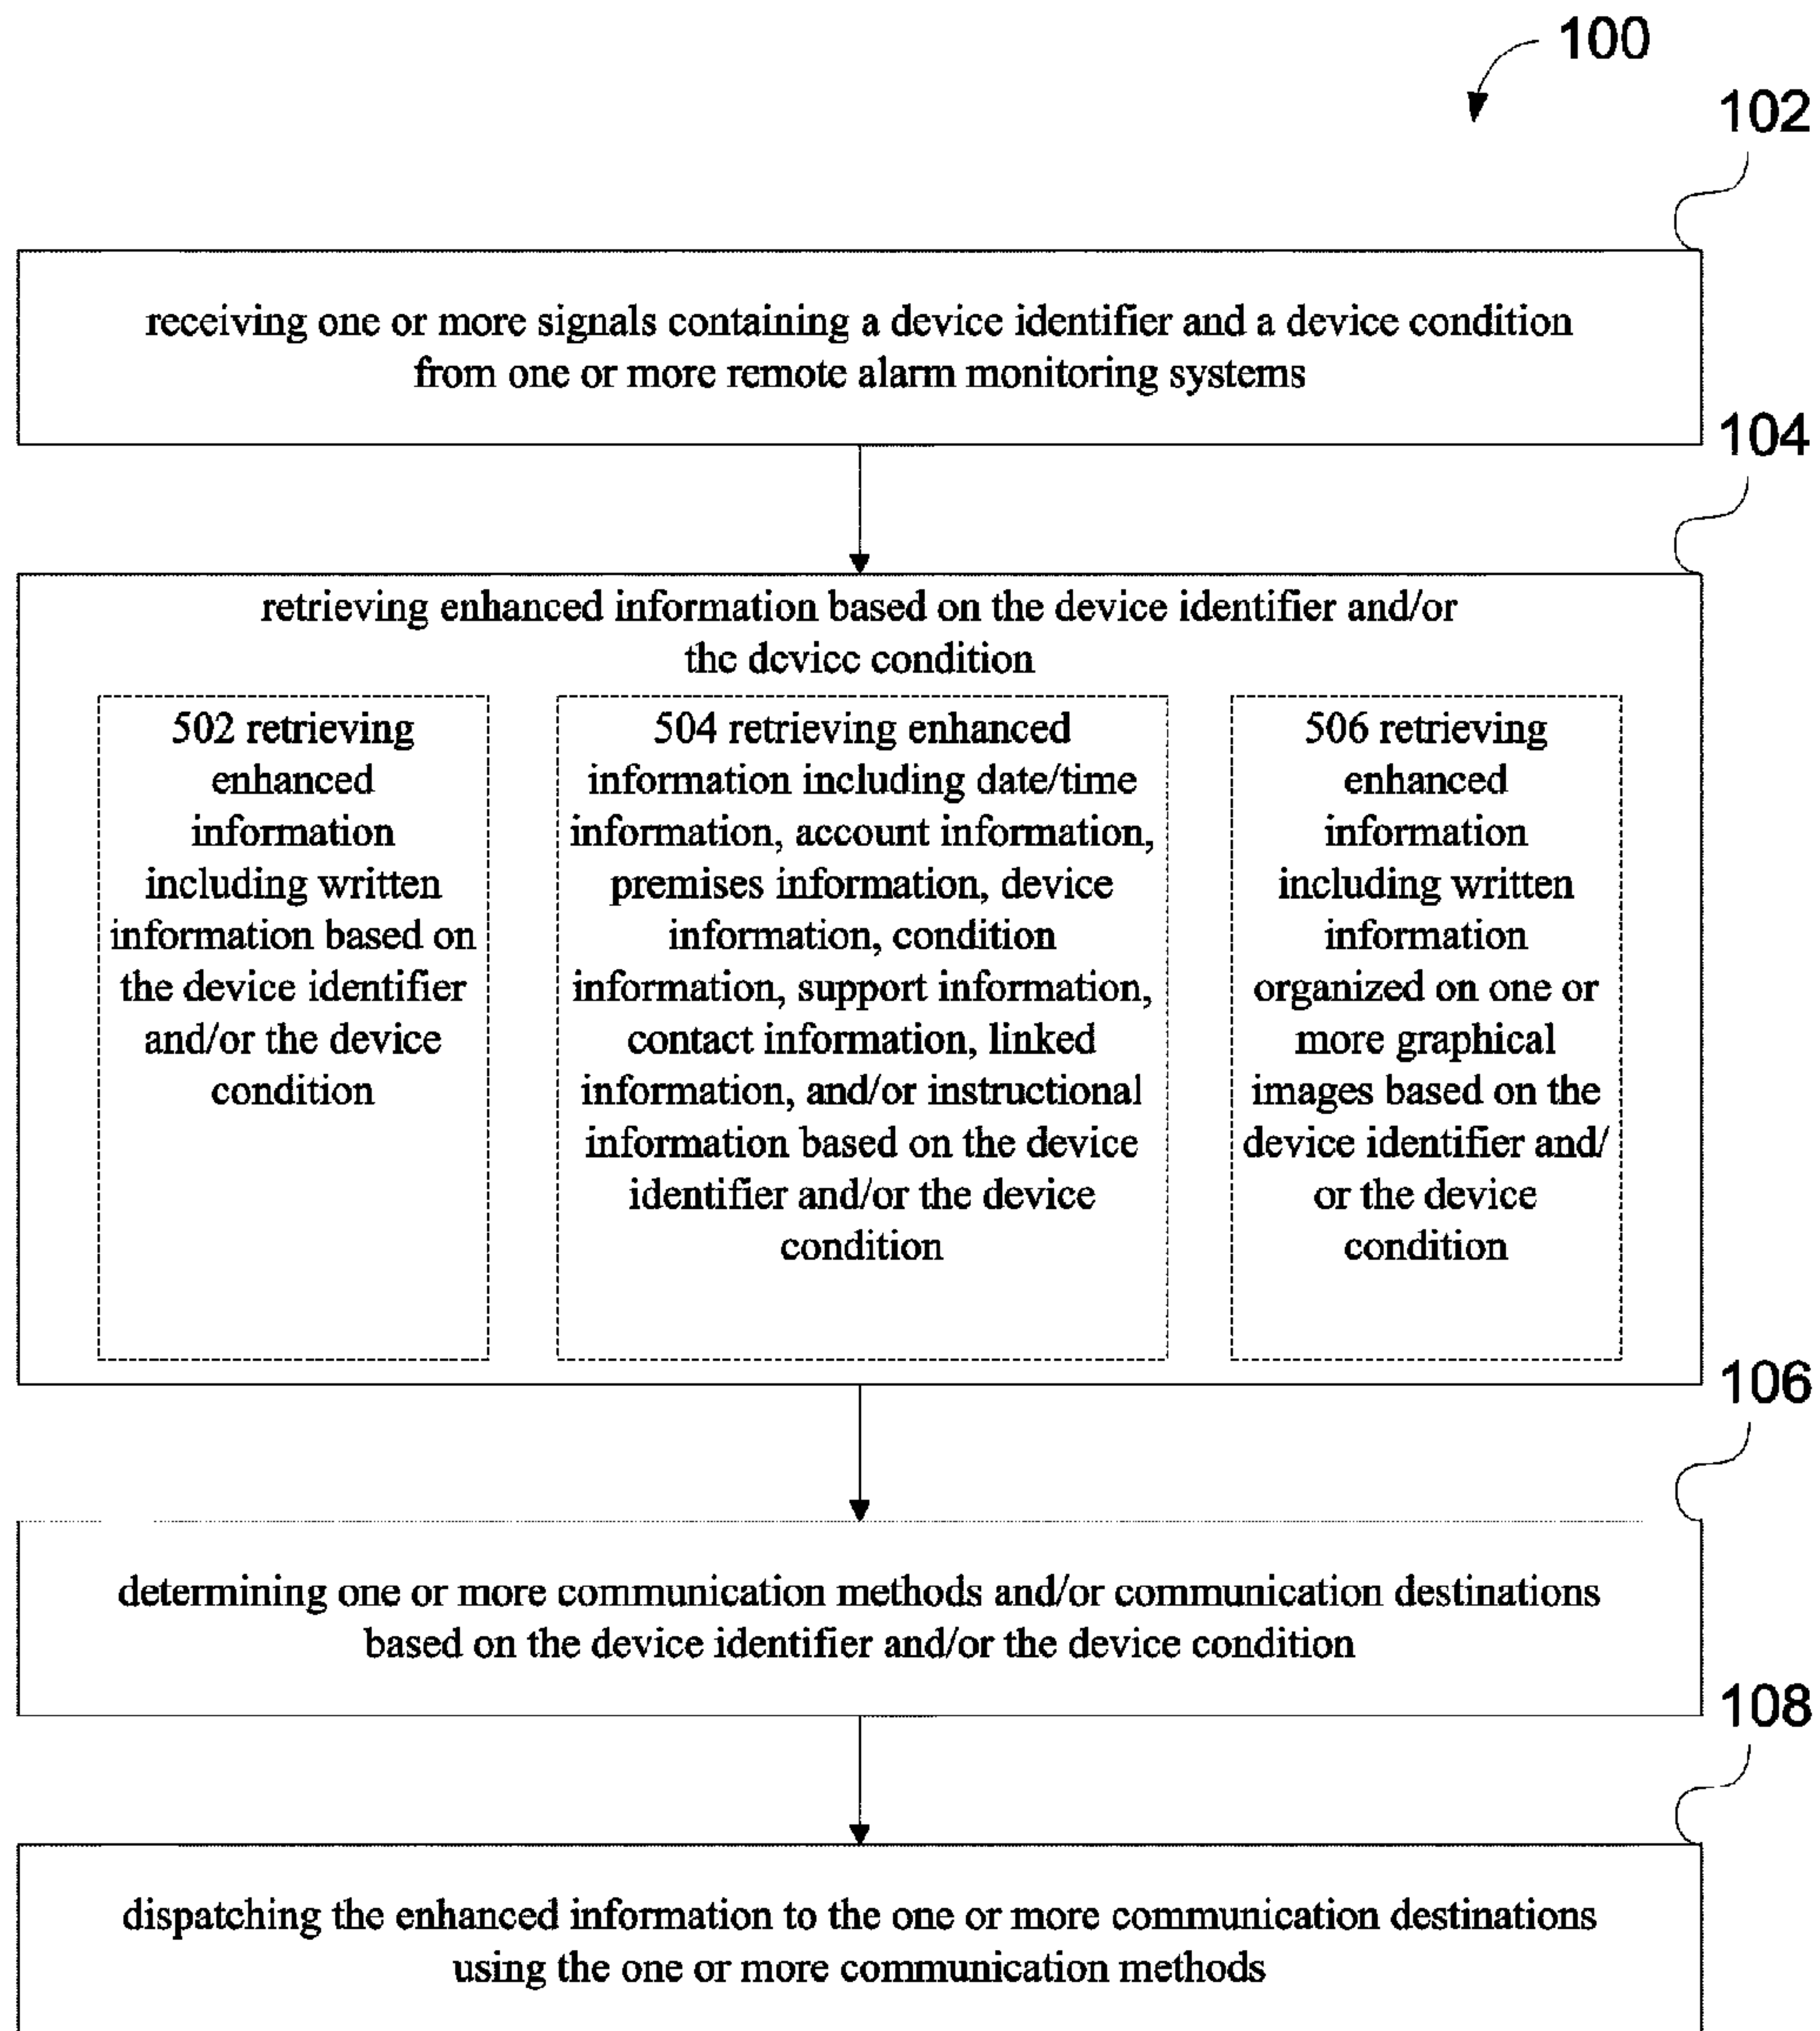 100
102
receiving one or more signals containing a device identifier and a device condition
from one or more remote alarm monitoring systems
104
retrieving enhanced information based on the device identifier and/or
the device condition
502 retrieving
enhanced
information
including written
information based on
the device identifier
and/or the device
condition
504 retrieving enhanced
information including date/time
information, account information,
premises information, device
information, condition
information, support information,
contact information, linked
information, and/or instructional
information based on the device
identifier and/or the device
condition
506 retrieving
enhanced
information
including written
information
organized on one or
more graphical
images based on the
device identifier and/
or the device
condition
106
determining one or more communication methods and/or communication destinations
based on the device identifier and/or the device condition
108
dispatching the enhanced information to the one or more communication destinations
using the one or more communication methods